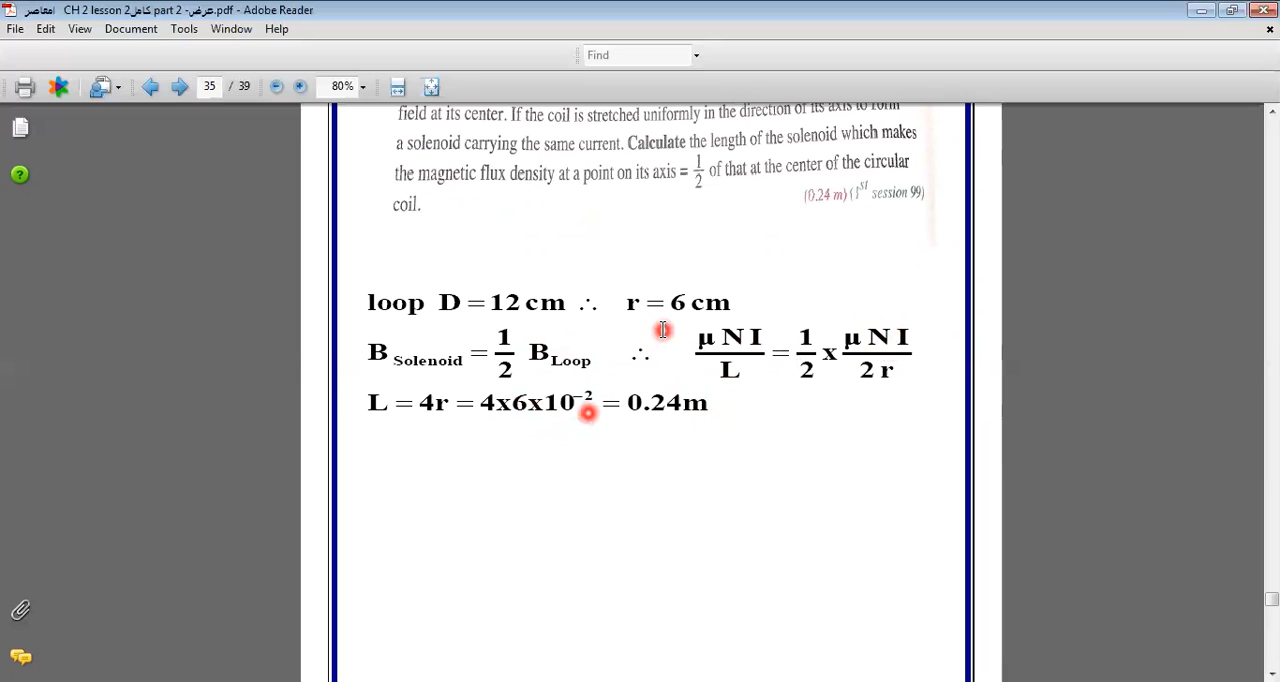 امعاصر CH 2 lesson 2كامل part 2 -عرض.pdf - Adobe Reader
File Edit View Document Tools Window Help
Find
35 / 39 80%
field at its center. If the coil is stretched uniformly in the direction of its axis to form
a solenoid carrying the same current. Calculate the length of the solenoid which makes
the magnetic flux density at a point on its axis = 1/2 of that at the center of the circular
coil.
(0.24 m) (1st session 99)
loop D = 12 cm ∴ r = 6 cm
B Solenoid = 1/2 B Loop ∴ μ N I / L = 1/2 x μ N I / 2 r
L = 4r = 4x6x10⁻² = 0.24m